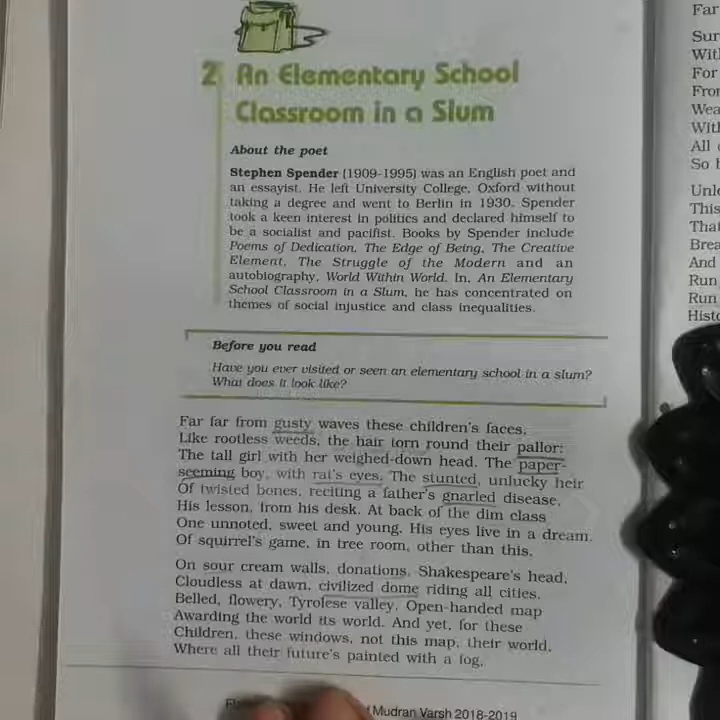 2 An Elementary School
Classroom in a Slum
About the poet
Stephen Spender (1909-1995) was an English poet and
an essayist. He left University College, Oxford without
taking a degree and went to Berlin in 1930. Spender
took a keen interest in politics and declared himself to
be a socialist and pacifist. Books by Spender include
Poems of Dedication, The Edge of Being, The Creative
Element, The Struggle of the Modern and an
autobiography, World Within World. In, An Elementary
School Classroom in a Slum, he has concentrated on
themes of social injustice and class inequalities.
Before you read
Have you ever visited or seen an elementary school in a slum?
What does it look like?
Far far from gusty waves these children's faces.
Like rootless weeds, the hair torn round their pallor:
The tall girl with her weighed-down head. The paper-
seeming boy, with rat's eyes. The stunted, unlucky heir
Of twisted bones, reciting a father's gnarled disease,
His lesson, from his desk. At back of the dim class
One unnoted, sweet and young. His eyes live in a dream,
Of squirrel's game, in tree room, other than this.
On sour cream walls, donations. Shakespeare's head,
Cloudless at dawn, civilized dome riding all cities.
Belled, flowery, Tyrolese valley. Open-handed map
Awarding the world its world. And yet, for these
Children, these windows, not this map, their world,
Where all their future's painted with a fog,
Mudran Varsh 2018-2019
Far
For
All
So
This
And
Run
Run